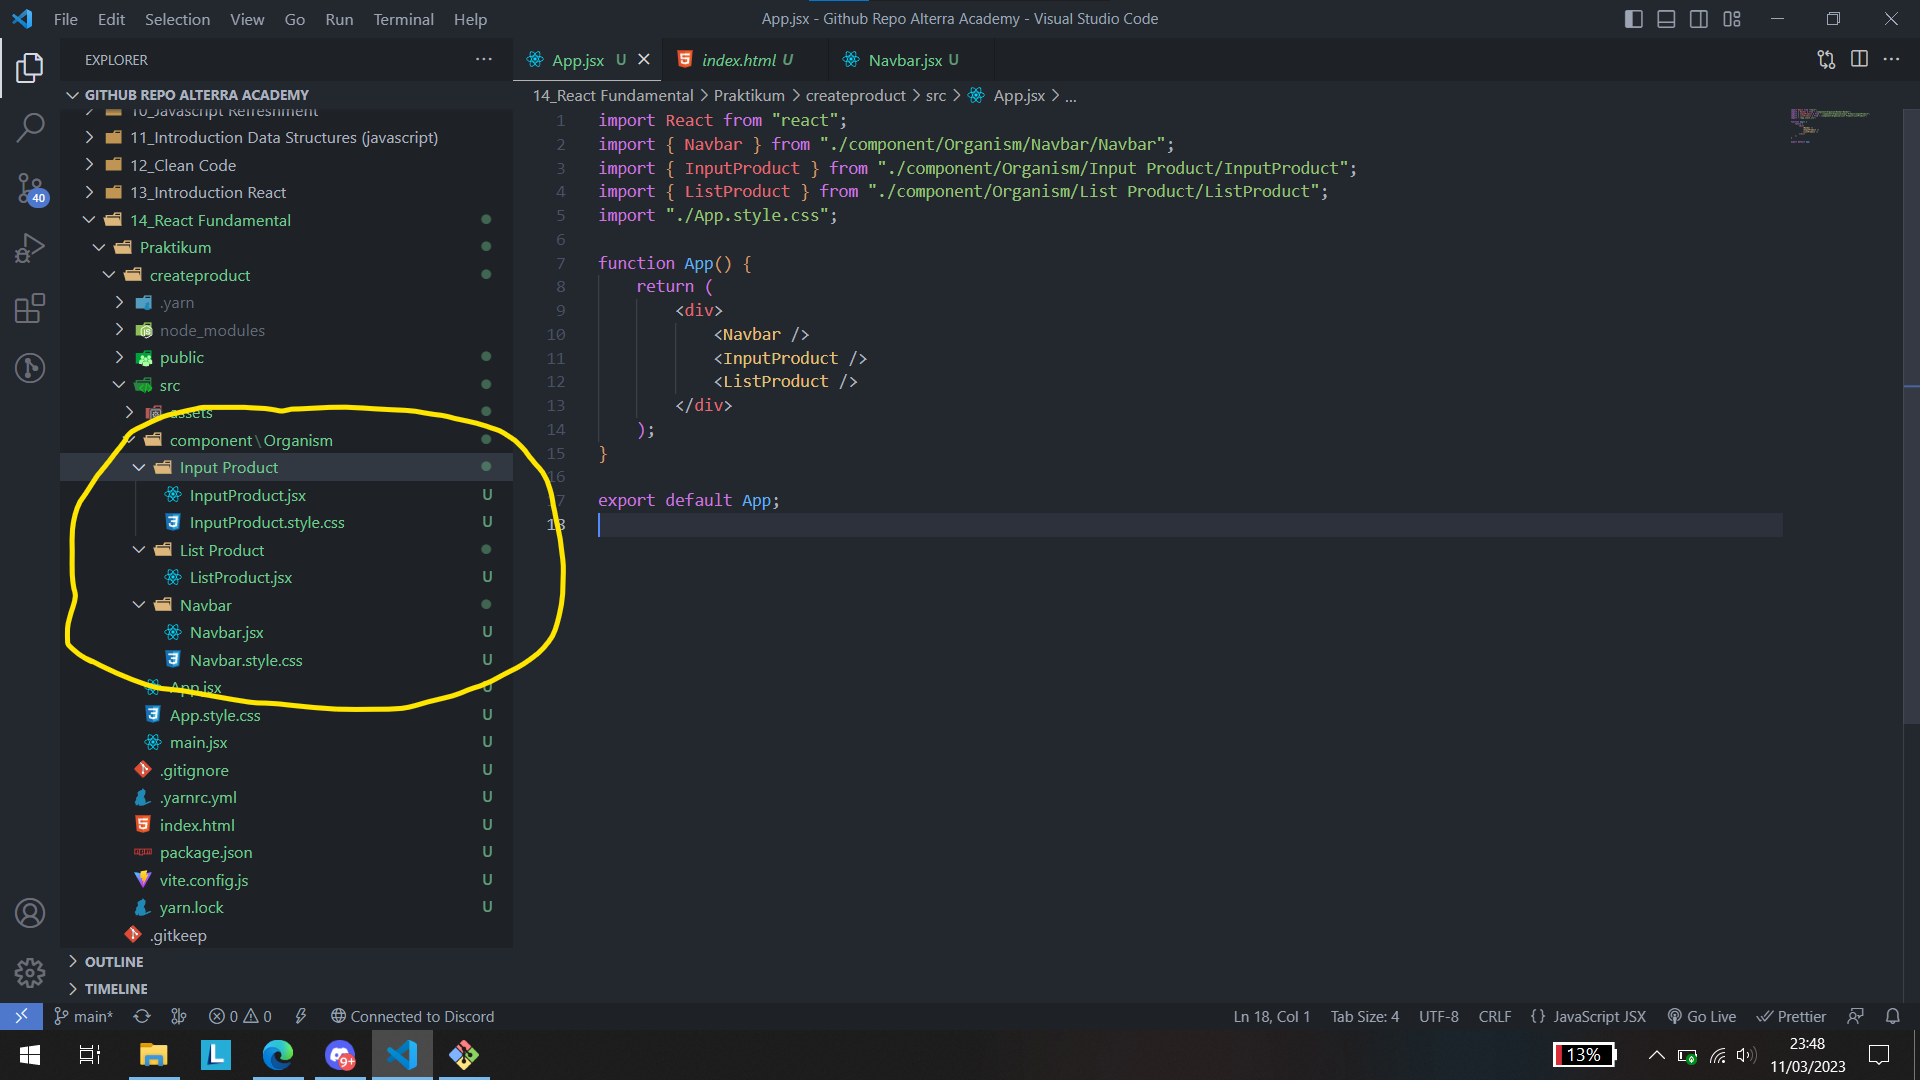 File Edit Selection View Go Run Terminal Help
App.jsx - Github Repo Alterra Academy - Visual Studio Code
EXPLORER
App.jsx U
index.html U
Navbar.jsx U
GITHUB REPO ALTERRA ACADEMY
10_Javascript Refreshment
11_Introduction Data Structures (javascript)
12_Clean Code
13_Introduction React
14_React Fundamental
Praktikum
createproduct
.yarn
node_modules
public
src
assets
component\Organism
Input Product
InputProduct.jsx U
InputProduct.style.css U
List Product
ListProduct.jsx U
Navbar
Navbar.jsx U
Navbar.style.css U
App.jsx U
App.style.css U
main.jsx U
.gitignore U
.yarnrc.yml U
index.html U
package.json U
vite.config.js U
yarn.lock U
.gitkeep
OUTLINE
TIMELINE
40
14_React Fundamental > Praktikum > createproduct > src > App.jsx > ...
1 import React from "react";
2 import { Navbar } from "./component/Organism/Navbar/Navbar";
3 import { InputProduct } from "./component/Organism/Input Product/InputProduct";
4 import { ListProduct } from "./component/Organism/List Product/ListProduct";
5 import "./App.style.css";
6
7 function App() {
8 return (
9 <div>
10 <Navbar />
11 <InputProduct />
12 <ListProduct />
13 </div>
14 );
15 }
16
17 export default App;
18
main* 0 0 Connected to Discord
Ln 18, Col 1 Tab Size: 4 UTF-8 CRLF {} JavaScript JSX Go Live Prettier
L
9+
13%
23:48
11/03/2023